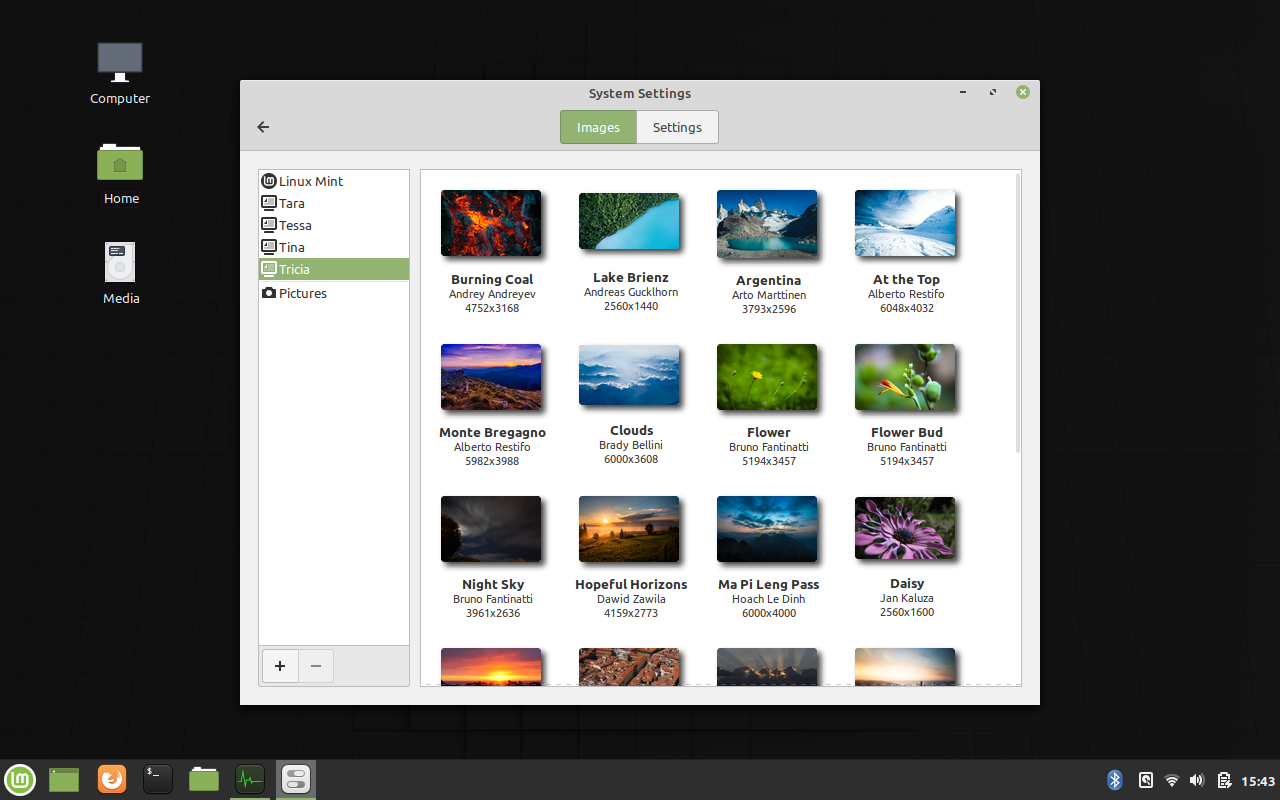 System Settings
Images
Settings
Computer
Home
Media
Linux Mint
Tara
Tessa
Tina
Tricia
Pictures
Burning Coal
Andrey Andreyev
4752x3168
Lake Brienz
Andreas Gucklhorn
2560x1440
Argentina
Arto Marttinen
3793x2596
At the Top
Alberto Restifo
6048x4032
Monte Bregagno
Alberto Restifo
5982x3988
Clouds
Brady Bellini
6000x3608
Flower
Bruno Fantinatti
5194x3457
Flower Bud
Bruno Fantinatti
5194x3457
Night Sky
Bruno Fantinatti
3961x2636
Hopeful Horizons
Dawid Zawila
4159x2773
Ma Pi Leng Pass
Hoach Le Dinh
6000x4000
Daisy
Jan Kaluza
2560x1600
$_
15:43